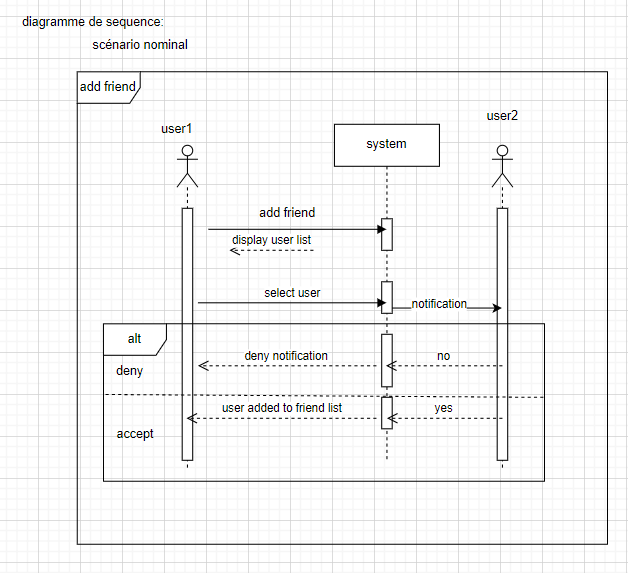 diagramme de sequence:
scénario nominal
add friend
user1
system
user2
add friend
display user list
select user
notification
alt
deny notification
no
deny
user added to friend list
yes
accept